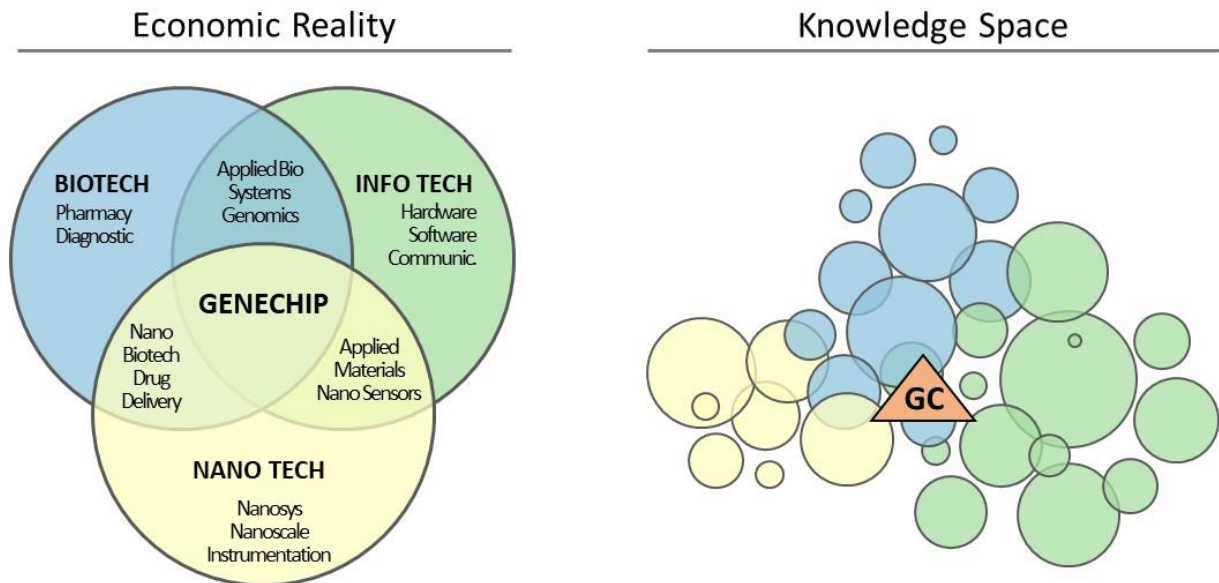 Economic Reality
BIOTECH
Pharmacy
Diagnostic
Applied Bio
Systems
Genomics
INFO TECH
Hardware
Software
Communic.
GENECHIP
Nano
Biotech
Drug
Delivery
Applied
Materials
Nano Sensors
NANO TECH
Nanosys
Nanoscale
Instrumentation
Knowledge Space
GC